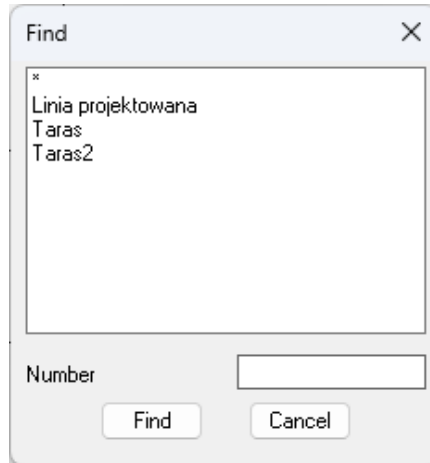 Find
*
Linia projektowana
Taras
Taras2
Number
Find Cancel